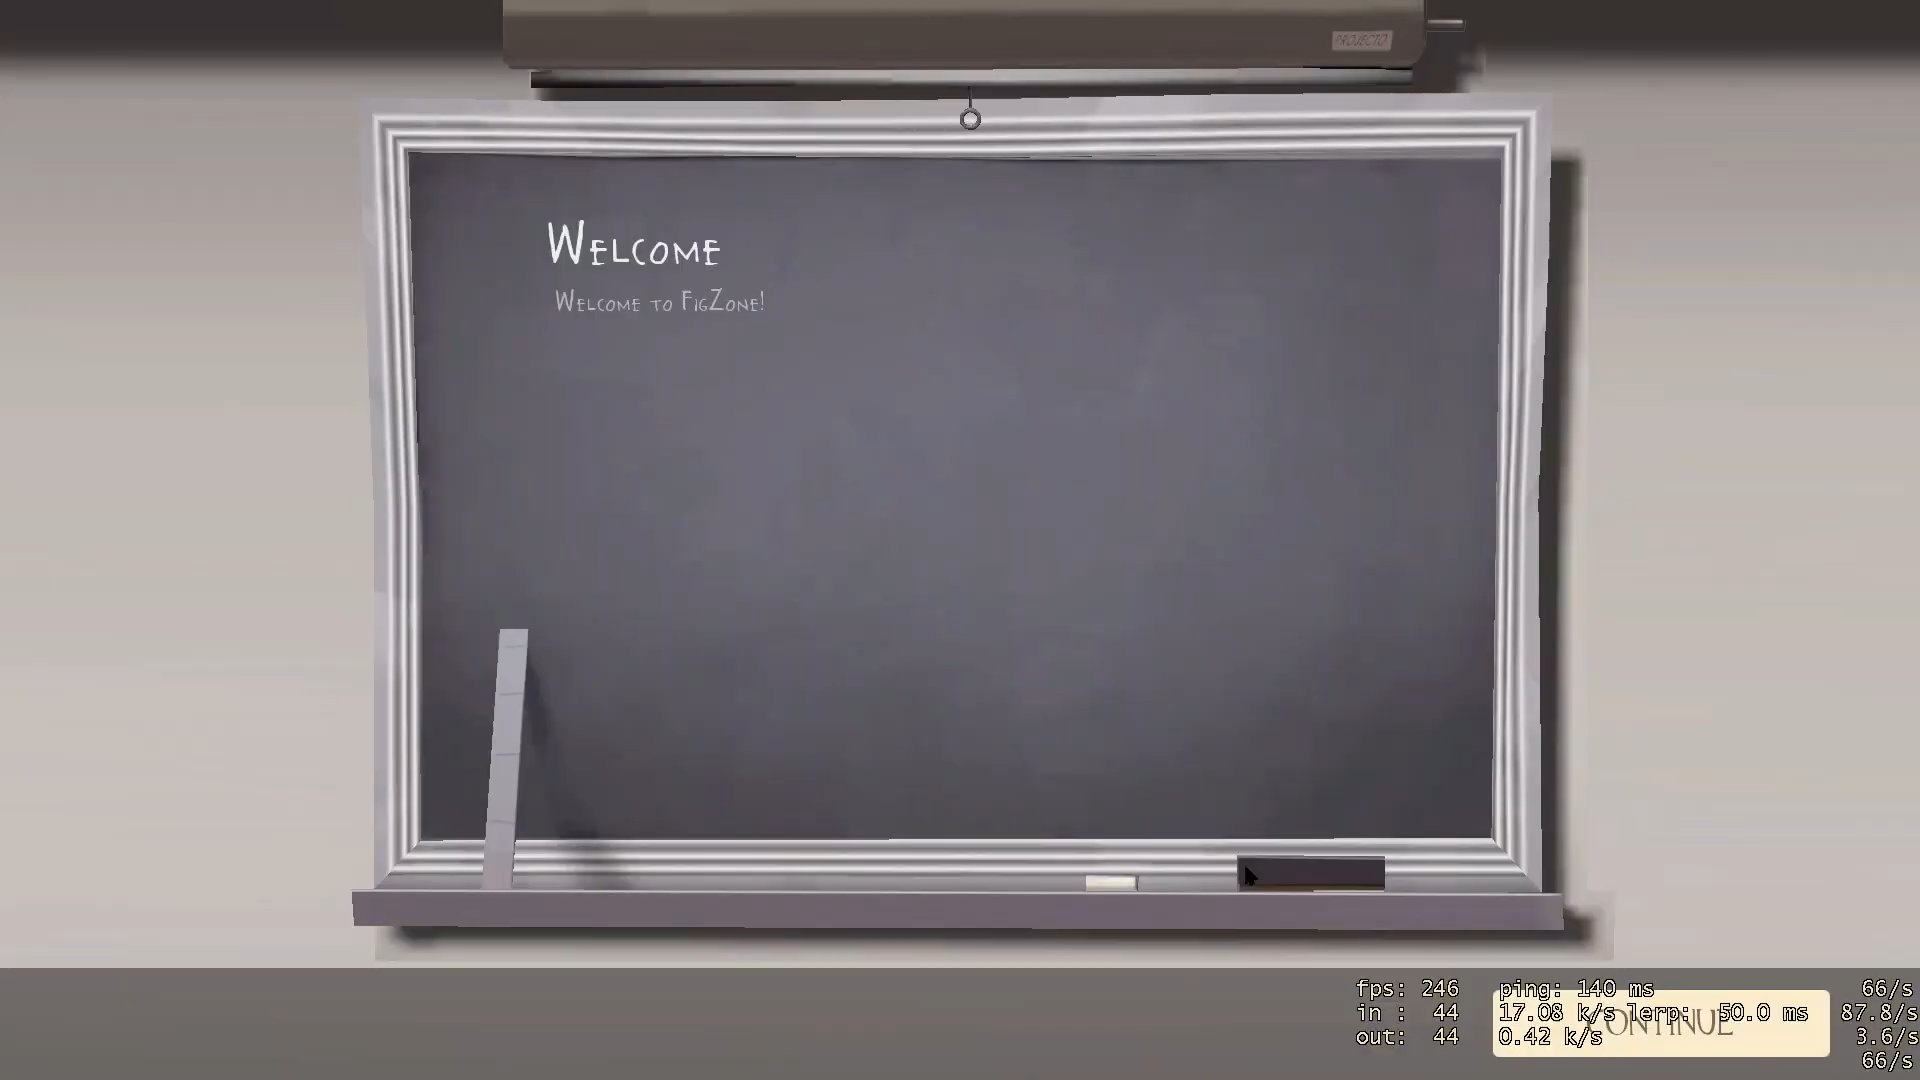 PROJECTO
WELCOME
WELCOME TO FIGZONE!
fps: 246 ping: 140 ms 66/s
in : 44 17.08 k/s lerp: 50.0 ms 87.8/s
out: 44 0.42 k/s 3.6/s
66/s
CONTINUE